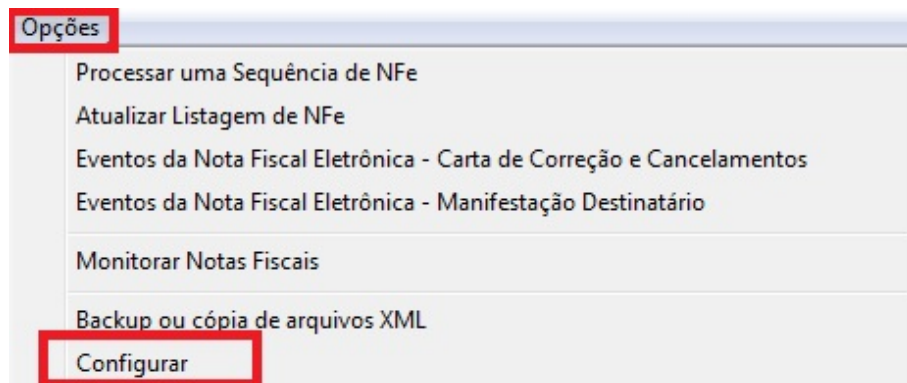 Opções
Processar uma Sequência de NFe
Atualizar Listagem de NFe
Eventos da Nota Fiscal Eletrônica - Carta de Correção e Cancelamentos
Eventos da Nota Fiscal Eletrônica - Manifestação Destinatário
Monitorar Notas Fiscais
Backup ou cópia de arquivos XML
Configurar